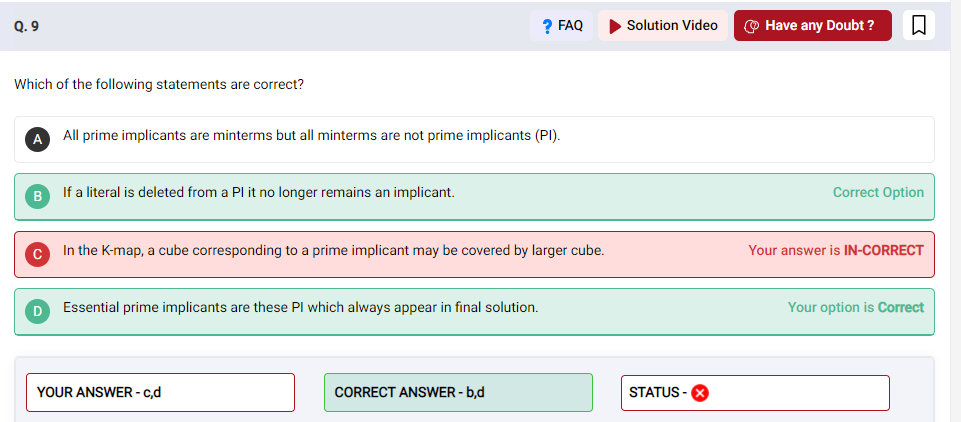 Q. 9
? FAQ
Solution Video
Have any Doubt ?
Which of the following statements are correct?
A
All prime implicants are minterms but all minterms are not prime implicants (PI).
B
If a literal is deleted from a PI it no longer remains an implicant.
Correct Option
C
In the K-map, a cube corresponding to a prime implicant may be covered by larger cube.
Your answer is IN-CORRECT
D
Essential prime implicants are these PI which always appear in final solution.
Your option is Correct
YOUR ANSWER - c,d
CORRECT ANSWER - b,d
STATUS -